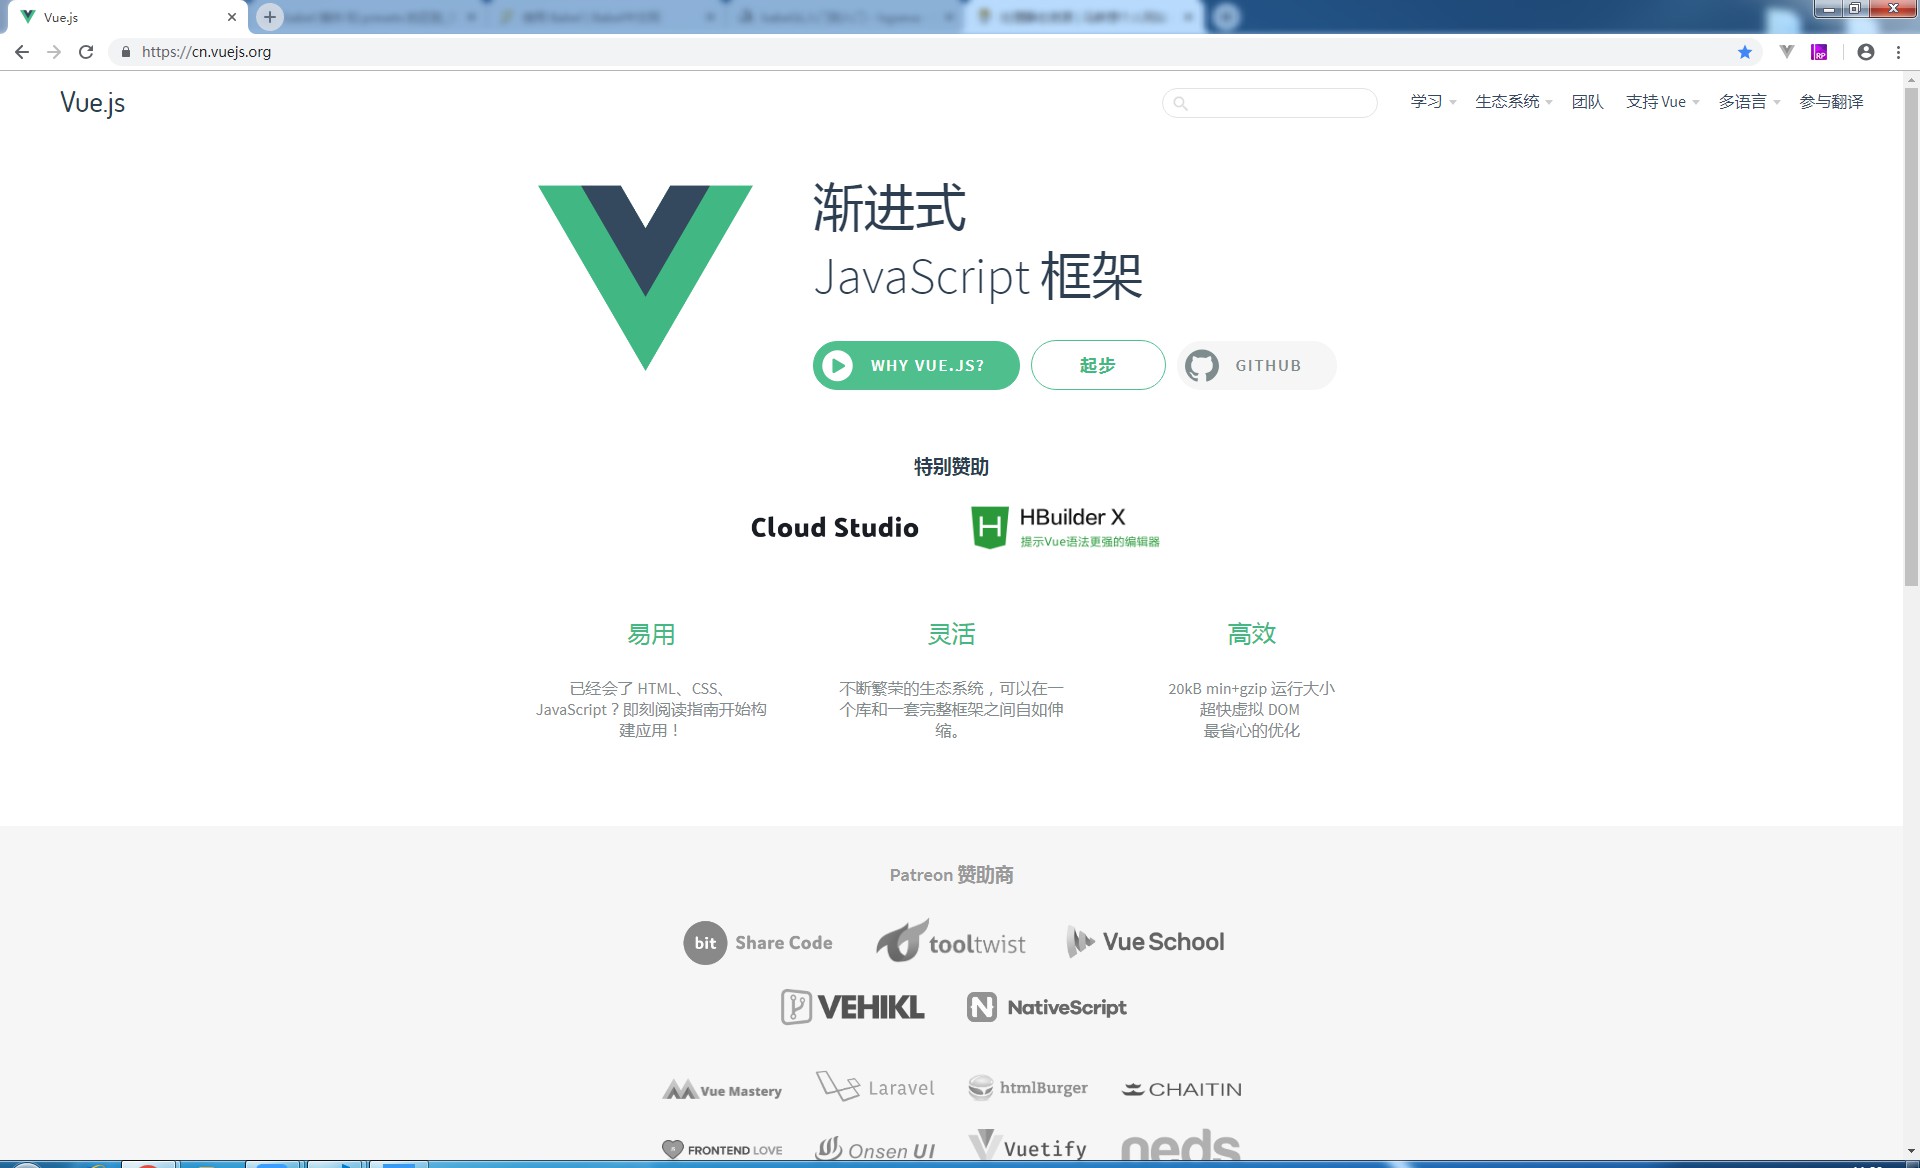 Vue.js
https://cn.vuejs.org
Vue.js
学习
生态系统
团队
支持 Vue
多语言
参与翻译
渐进式
JavaScript 框架
WHY VUE.JS?
起步
GITHUB
特别赞助
Cloud Studio
HBuilder X
提示Vue语法更强的编辑器
易用
已经会了 HTML、CSS、
JavaScript？即刻阅读指南开始构
建应用！
灵活
不断繁荣的生态系统，可以在一
个库和一套完整框架之间自如伸
缩。
高效
20kB min+gzip 运行大小
超快虚拟 DOM
最省心的优化
Patreon 赞助商
bit Share Code
tooltwist
Vue School
VEHIKL
NativeScript
Vue Mastery
Laravel
htmlBurger
CHAITIN
FRONTEND LOVE
Onsen UI
Vuetify
neds